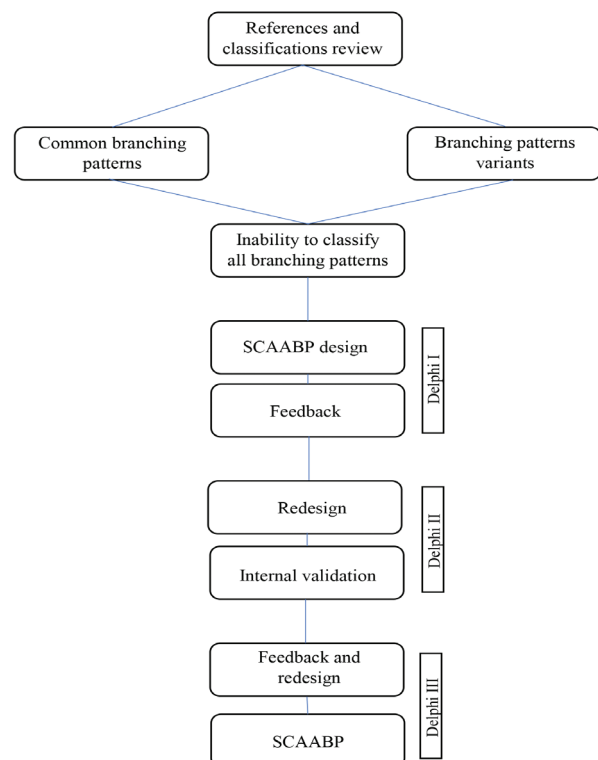 References and
classifications review
Common branching
patterns
Branching patterns
variants
Inability to classify
all branching patterns
SCAABP design
Feedback
Delphi I
Redesign
Internal validation
Delphi II
Feedback and
redesign
SCAABP
Delphi III